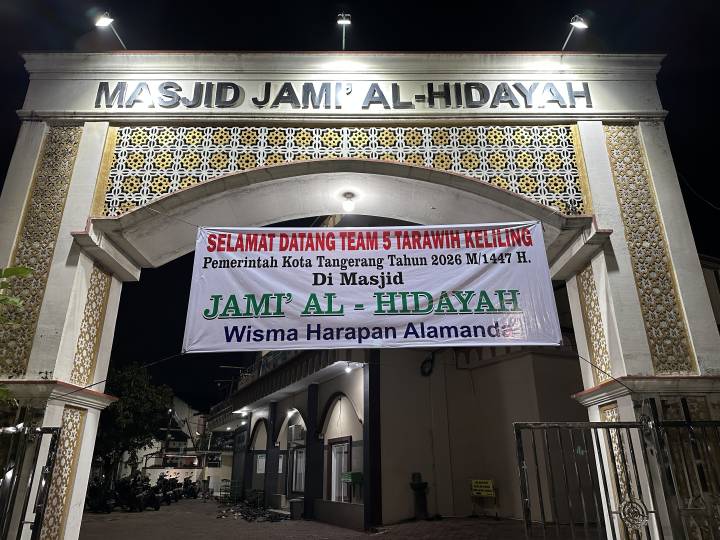 MASJID JAMI' AL-HIDAYAH
SELAMAT DATANG TEAM 5 TARAWIH KELILING
Pemerintah Kota Tangerang Tahun 2026 M/1447 H.
Di Masjid
JAMI' AL - HIDAYAH
Wisma Harapan Alamanda